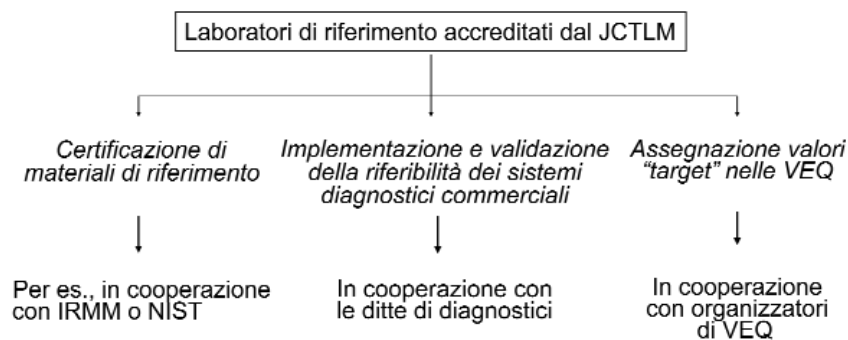 Laboratori di riferimento accreditati dal JCTLM
Certificazione di
materiali di riferimento
Implementazione e validazione
della riferibilità dei sistemi
diagnostici commerciali
Assegnazione valori
"target" nelle VEQ
Per es., in cooperazione
con IRMM o NIST
In cooperazione con
le ditte di diagnostici
In cooperazione
con organizzatori
di VEQ